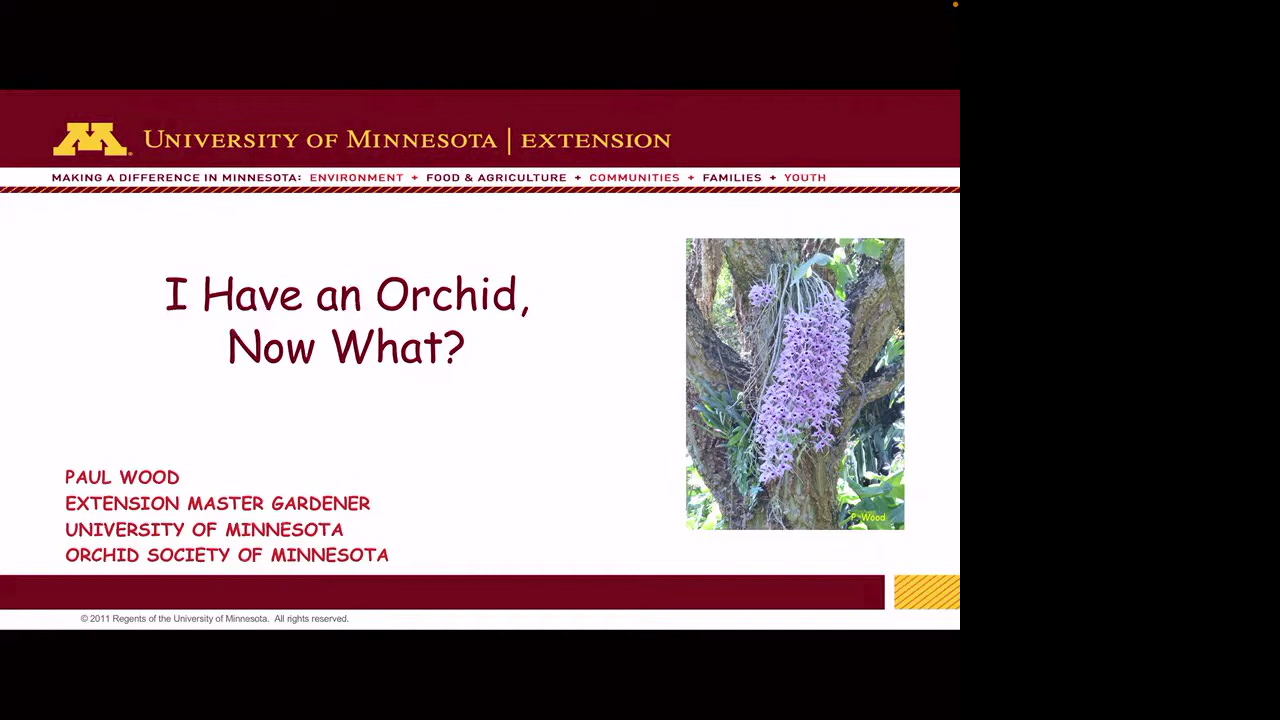 UNIVERSITY OF MINNESOTA | EXTENSION
MAKING A DIFFERENCE IN MINNESOTA: ENVIRONMENT + FOOD & AGRICULTURE + COMMUNITIES + FAMILIES + YOUTH
I Have an Orchid,
Now What?
PAUL WOOD
EXTENSION MASTER GARDENER
UNIVERSITY OF MINNESOTA
ORCHID SOCIETY OF MINNESOTA
P. Wood
© 2011 Regents of the University of Minnesota. All rights reserved.